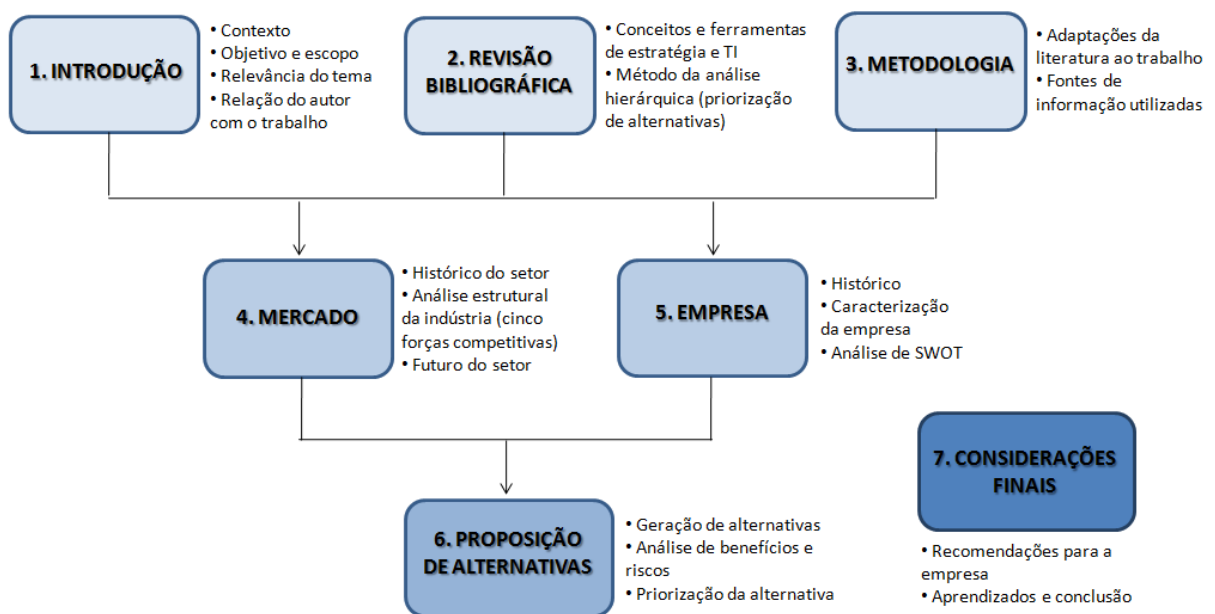 1. INTRODUÇÃO
• Contexto
• Objetivo e escopo
• Relevância do tema
• Relação do autor
com o trabalho
2. REVISÃO
BIBLIOGRÁFICA
• Conceitos e ferramentas
de estratégia e TI
• Método da análise
hierárquica (priorização
de alternativas)
3. METODOLOGIA
• Adaptações da
literatura ao trabalho
• Fontes de
informação utilizadas
4. MERCADO
• Histórico do setor
• Análise estrutural
da indústria (cinco
forças competitivas)
• Futuro do setor
5. EMPRESA
• Histórico
• Caracterização
da empresa
• Análise de SWOT
6. PROPOSIÇÃO
DE ALTERNATIVAS
• Geração de alternativas
• Análise de benefícios e
riscos
• Priorização da alternativa
7. CONSIDERAÇÕES
FINAIS
• Recomendações para a
empresa
• Aprendizados e conclusão